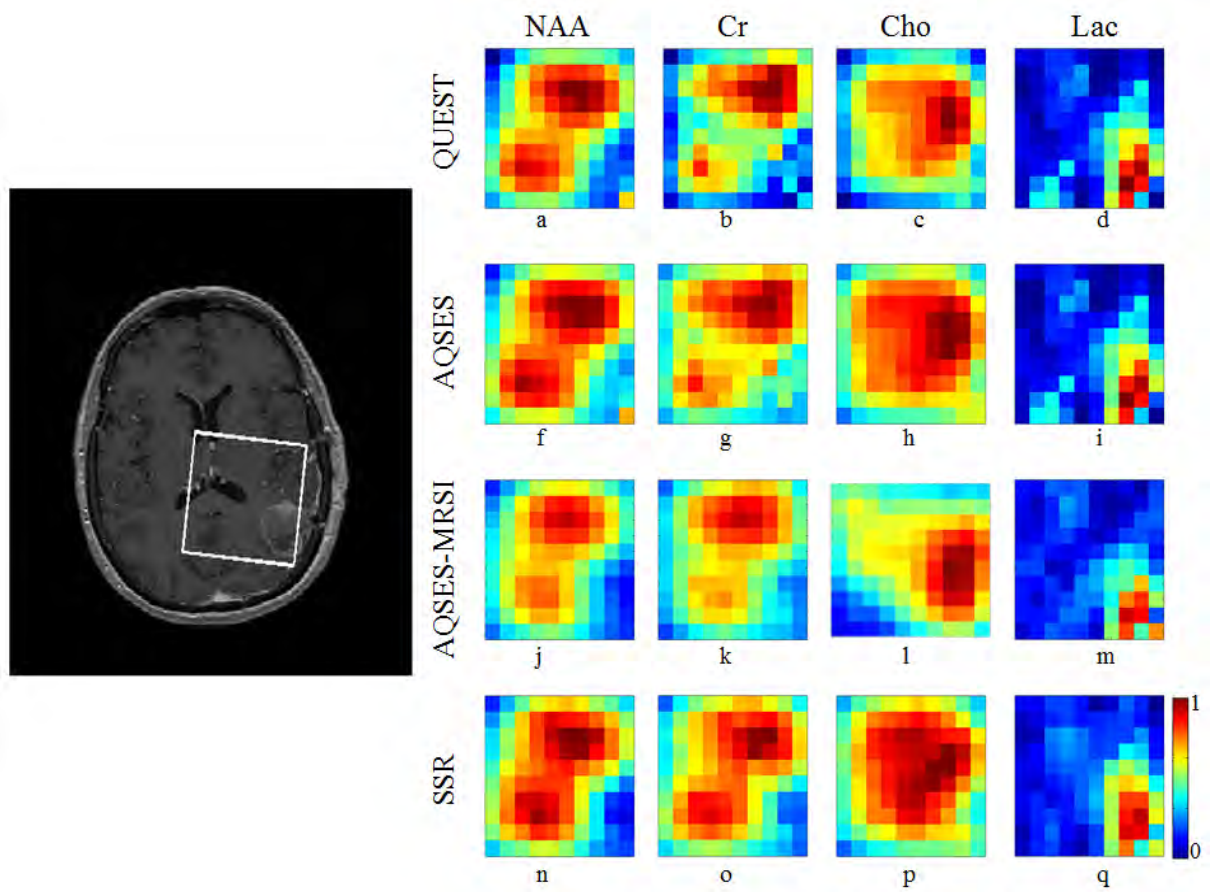 NAA Cr Cho Lac
QUEST
a b c d
AQSES
f g h i
AQSES-MRSI
j k l m
SSR
1
0
n o p q